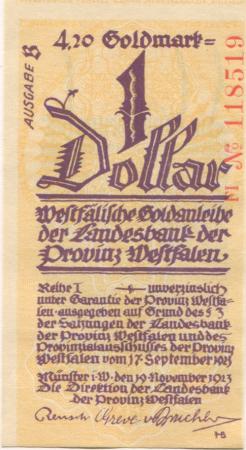 AUSGABE B
4,20 Goldmark =
1
Dollar
FI № 118519
Westfälische Goldanleihe
der Landesbank der
Provinz Westfalen
Reihe I unverzinslich
unter Garantie der Provinz Westfa-
len-ausgegeben auf Grund des § 3
der Satzungen der Landesbank
der Provinz Westfalen und des
Provinzialausschusses der Provinz
Westfalen vom 17·September 1923
Münster i·W·den 19·November 1923
Die Direktion der Landesbank
der Provinz Westfalen
HB